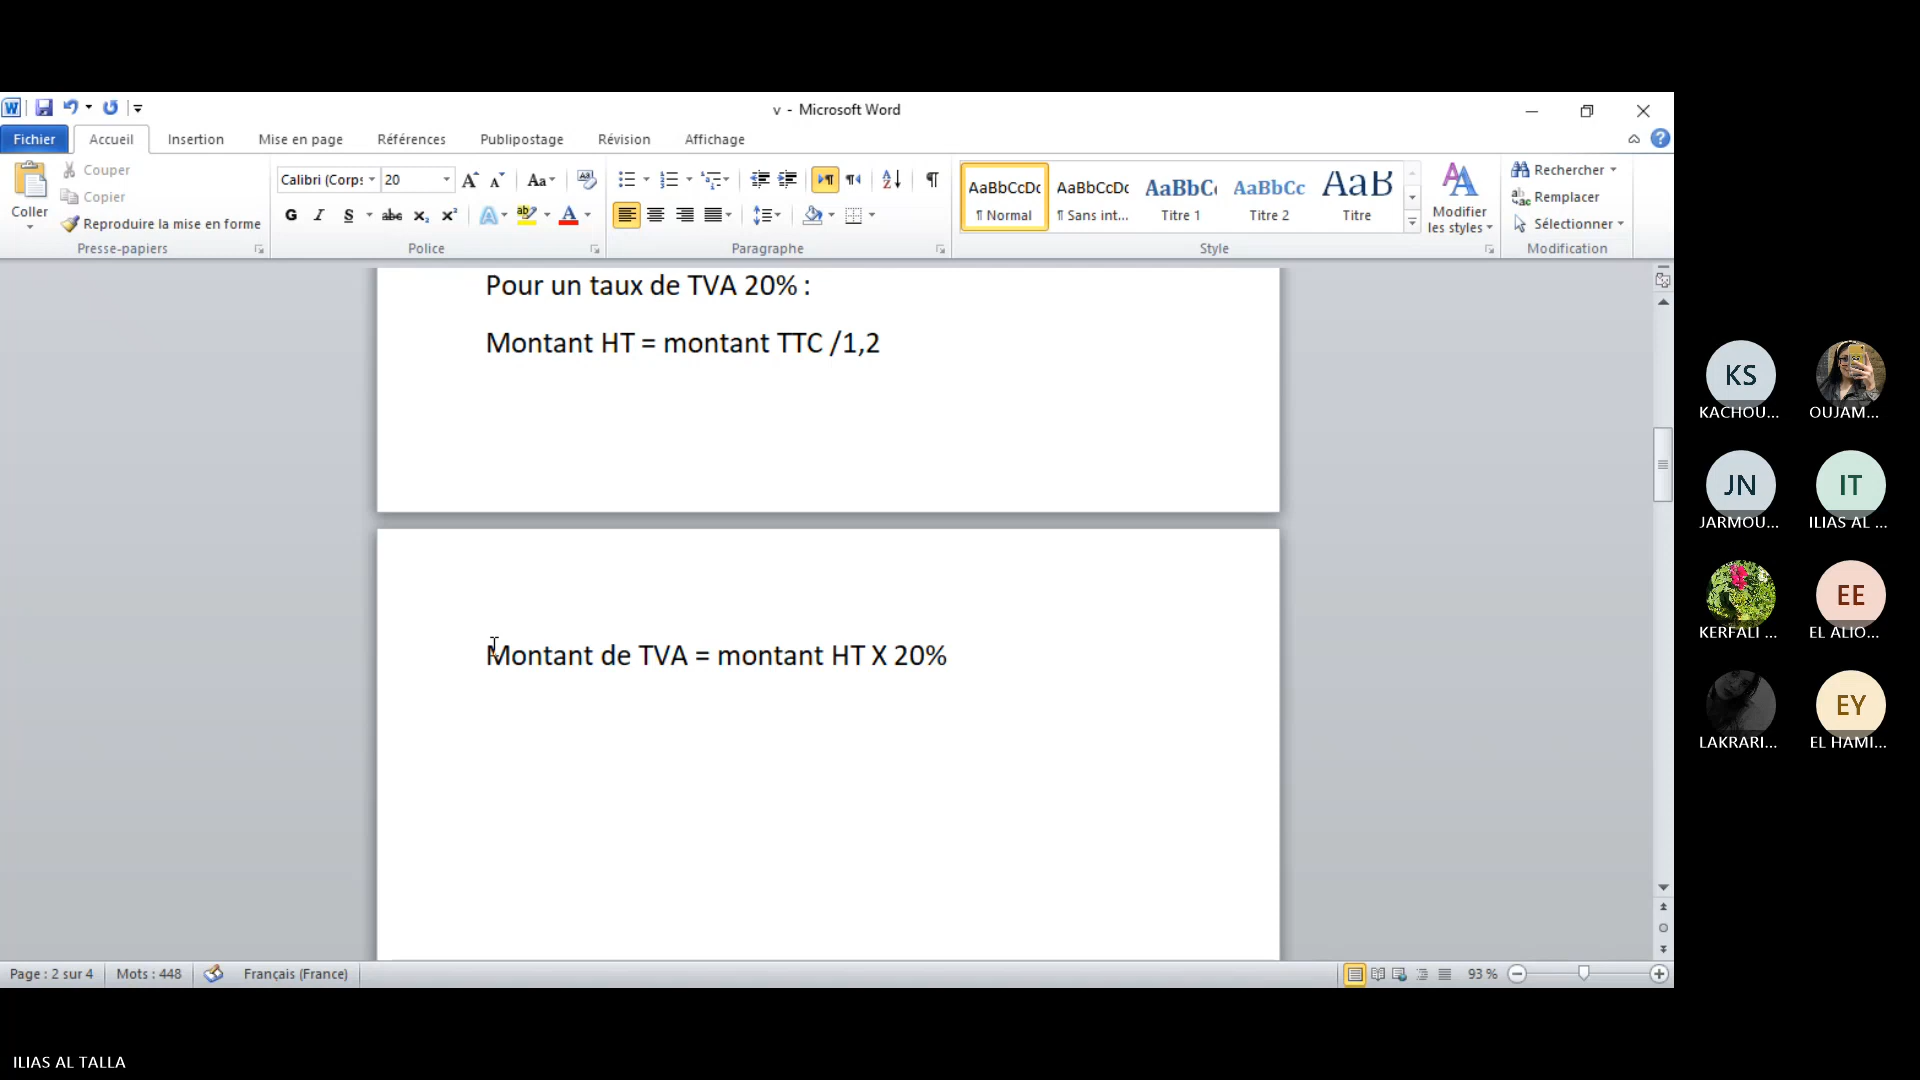 v - Microsoft Word
Fichier Accueil Insertion Mise en page Références Publipostage Révision Affichage
Coller
Couper
Copier
Reproduire la mise en forme
Presse-papiers
Calibri (Corps 20
Police
Paragraphe
AaBbCcDc AaBbCcDc AaBbC AaBbCc AaB
¶ Normal ¶ Sans int... Titre 1 Titre 2 Titre
Modifier
les styles
Style
Rechercher
Remplacer
Sélectionner
Modification
Pour un taux de TVA 20% :
Montant HT = montant TTC /1,2
Montant de TVA = montant HT X 20%
Page : 2 sur 4 Mots : 448 Français (France) 93 %
KS
KACHOU...
OUJAM...
JN
JARMOU...
IT
ILIAS AL ...
KERFALI ...
EE
EL ALIO...
LAKRARI...
EY
EL HAMI...
ILIAS AL TALLA